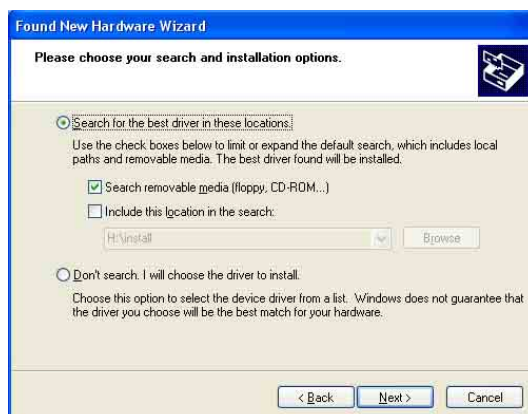 Found New Hardware Wizard
Please choose your search and installation options.
Search for the best driver in these locations.
Use the check boxes below to limit or expand the default search, which includes local
paths and removable media. The best driver found will be installed.
Search removable media (floppy, CD-ROM...)
Include this location in the search:
H:\install
Browse
Don't search. I will choose the driver to install.
Choose this option to select the device driver from a list. Windows does not guarantee that
the driver you choose will be the best match for your hardware.
< Back
Next >
Cancel